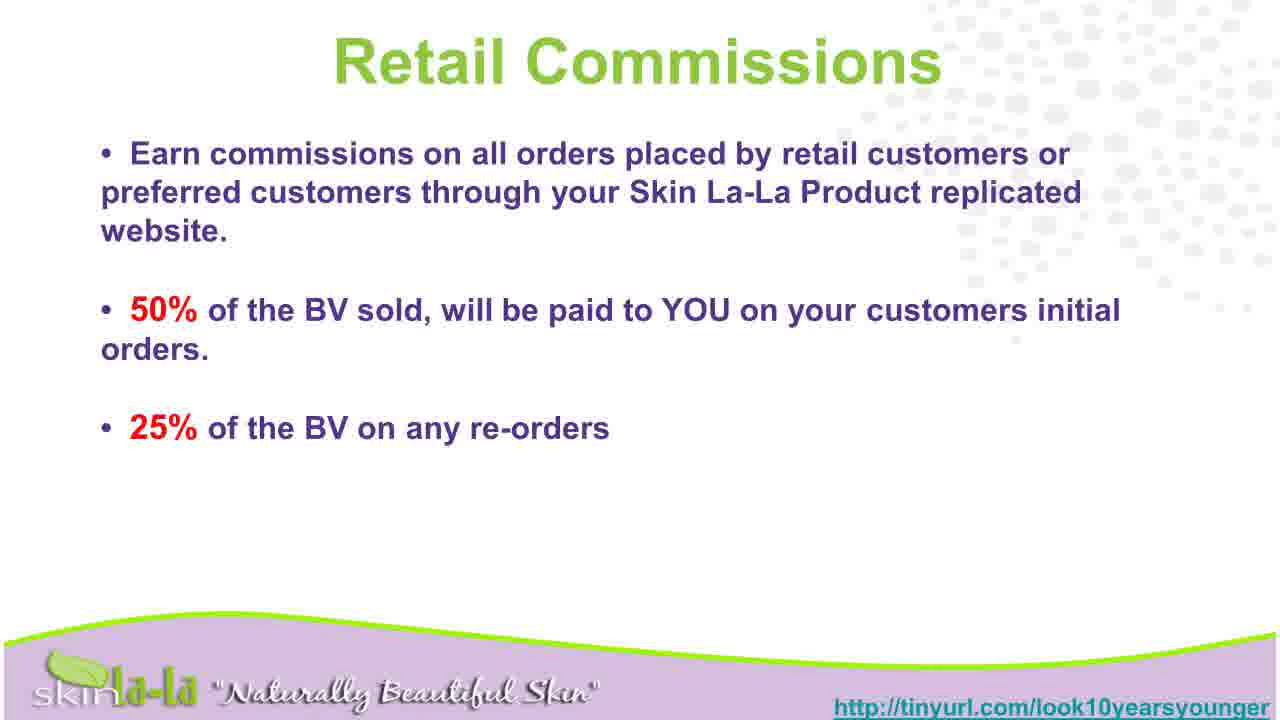 Retail Commissions
• Earn commissions on all orders placed by retail customers or
preferred customers through your Skin La-La Product replicated
website.
• 50% of the BV sold, will be paid to YOU on your customers initial
orders.
• 25% of the BV on any re-orders
skin la-la "Naturally Beautiful Skin"
http://tinyurl.com/look10yearsyounger